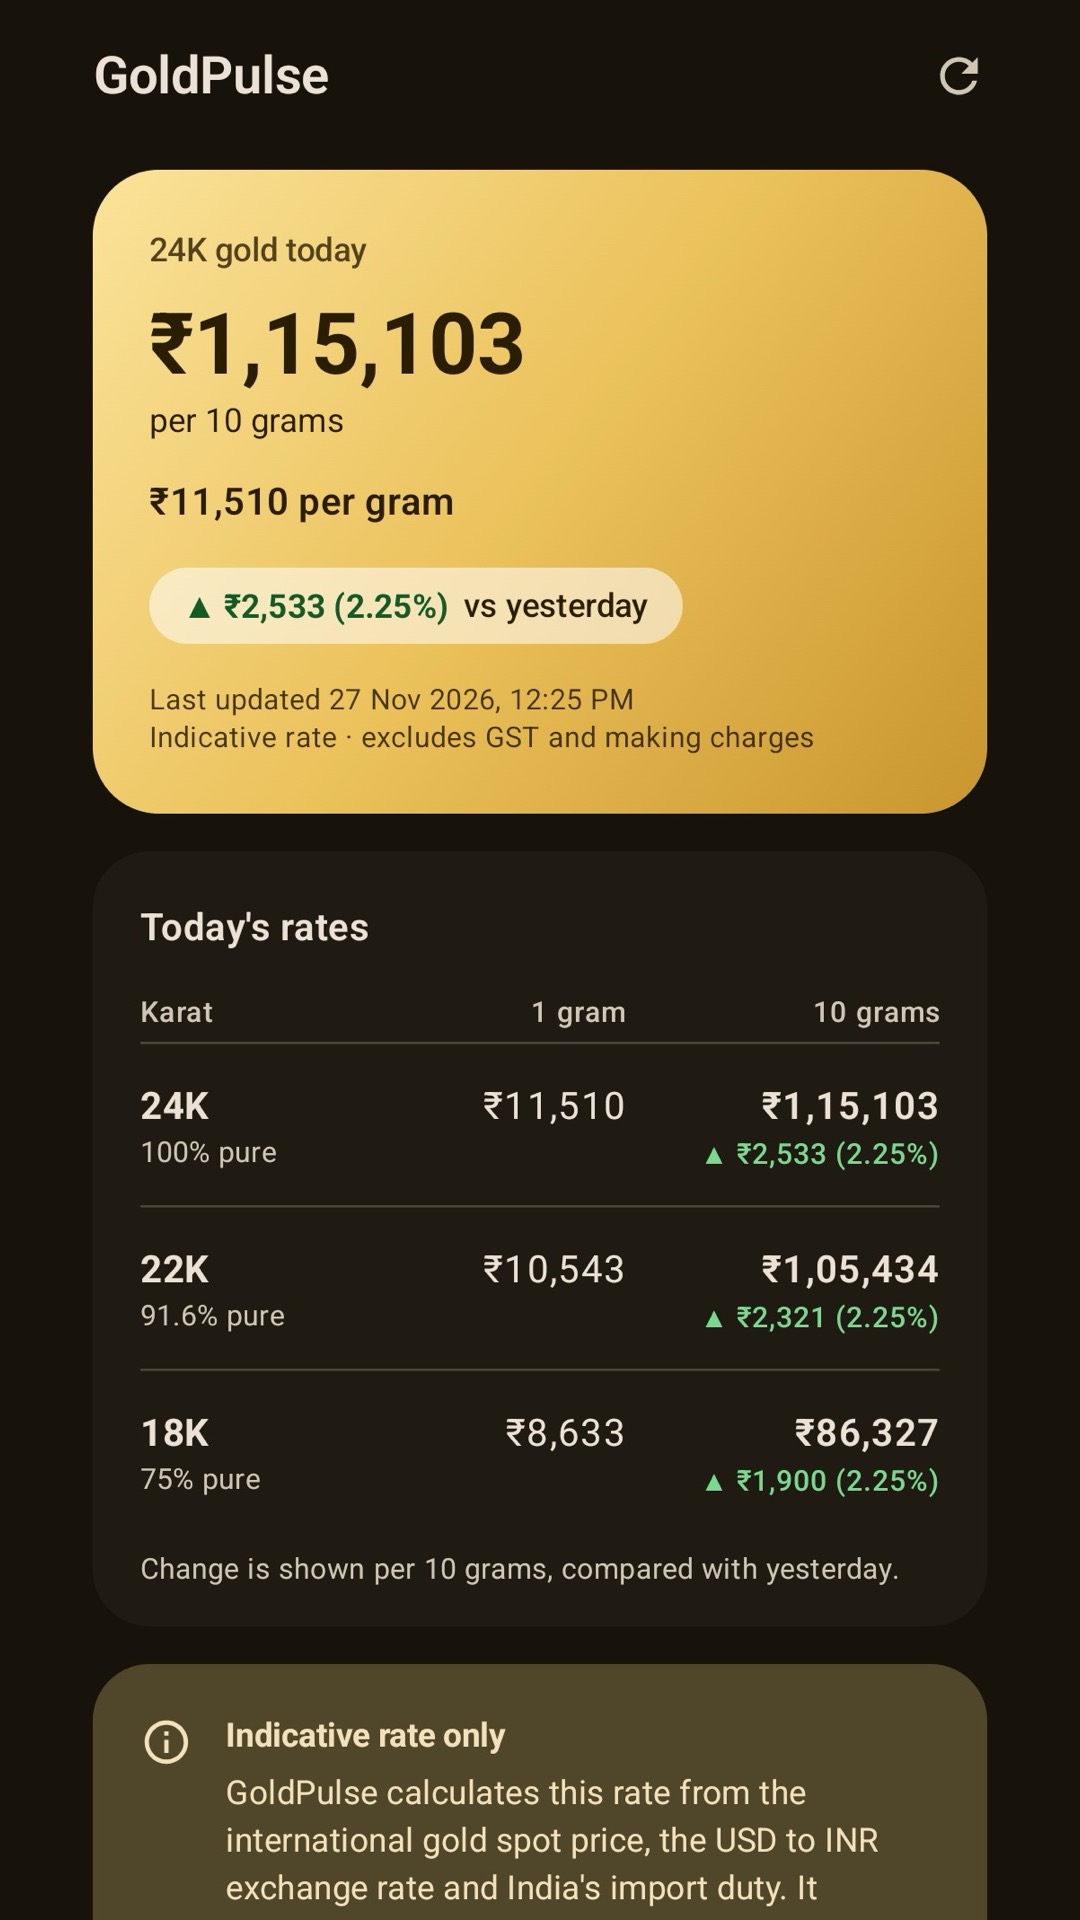 GoldPulse
24K gold today
₹1,15,103
per 10 grams
₹11,510 per gram
▲ ₹2,533 (2.25%) vs yesterday
Last updated 27 Nov 2026, 12:25 PM
Indicative rate · excludes GST and making charges
Today's rates
Karat 1 gram 10 grams
24K ₹11,510 ₹1,15,103
100% pure ▲ ₹2,533 (2.25%)
22K ₹10,543 ₹1,05,434
91.6% pure ▲ ₹2,321 (2.25%)
18K ₹8,633 ₹86,327
75% pure ▲ ₹1,900 (2.25%)
Change is shown per 10 grams, compared with yesterday.
Indicative rate only
GoldPulse calculates this rate from the
international gold spot price, the USD to INR
exchange rate and India's import duty. It